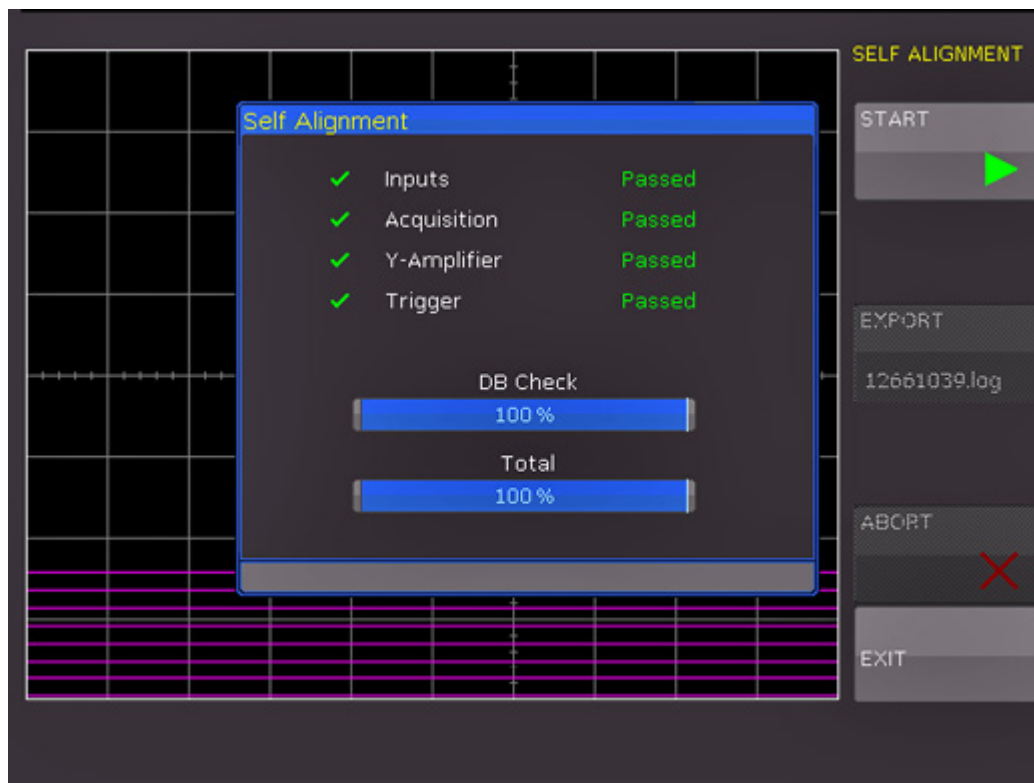 SELF ALIGNMENT
Self Alignment
Inputs Passed
Acquisition Passed
Y-Amplifier Passed
Trigger Passed
DB Check
100 %
Total
100 %
START
EXPORT
12661039.log
ABORT
EXIT